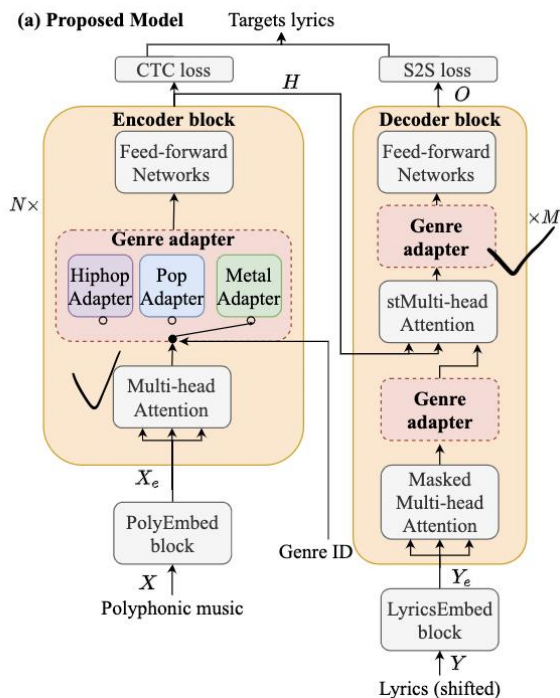 (a) Proposed Model
Targets lyrics
CTC loss
S2S loss
H
O
Encoder block
Feed-forward
Networks
N×
Genre adapter
Hiphop
Adapter
Pop
Adapter
Metal
Adapter
Multi-head
Attention
X_e
PolyEmbed
block
X
Polyphonic music
Genre ID
Decoder block
Feed-forward
Networks
×M
Genre
adapter
stMulti-head
Attention
Genre
adapter
Masked
Multi-head
Attention
Y_e
LyricsEmbed
block
Y
Lyrics (shifted)